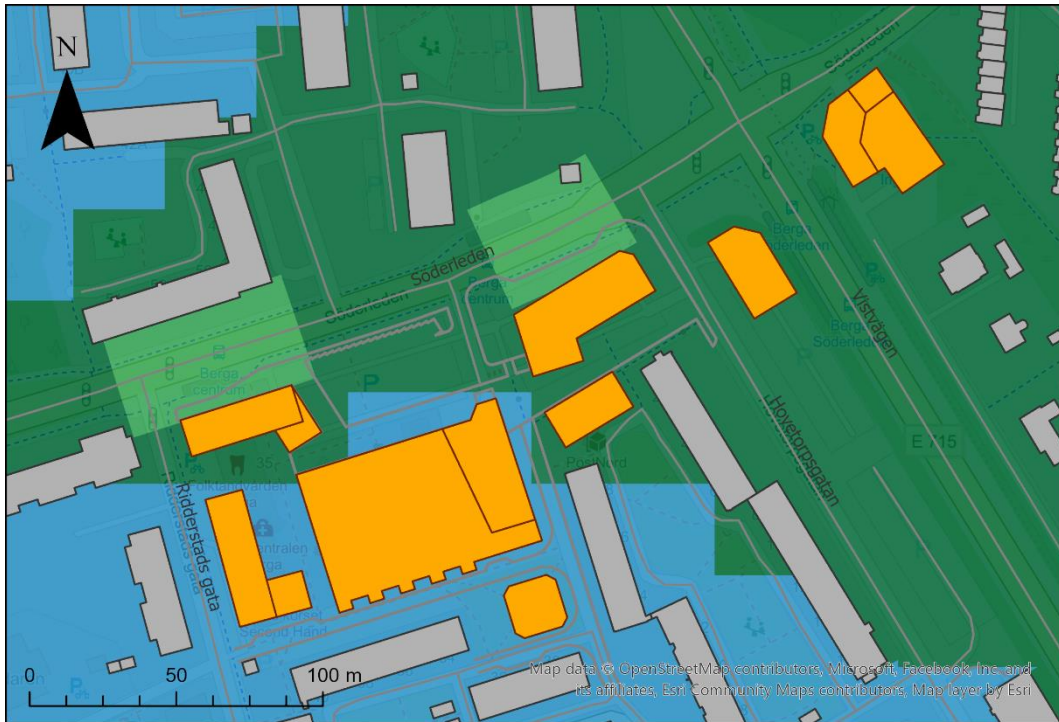 N
P
Söderleden
P
Söderleden
Berga
Söderleden
Söderleden
Berga
centrum
Söderleden
Vistvägen
Berga
Söderleden
Berga
centrum
P
Hovetorpsgatan
E 715
35c
Folktandvården
PostNord
Ridderstads gata
Ridderstads gata
Second Hand
0 50 100 m
Map data © OpenStreetMap contributors, Microsoft, Facebook, Inc. and
its affiliates, Esri Community Maps contributors, Map layer by Esri